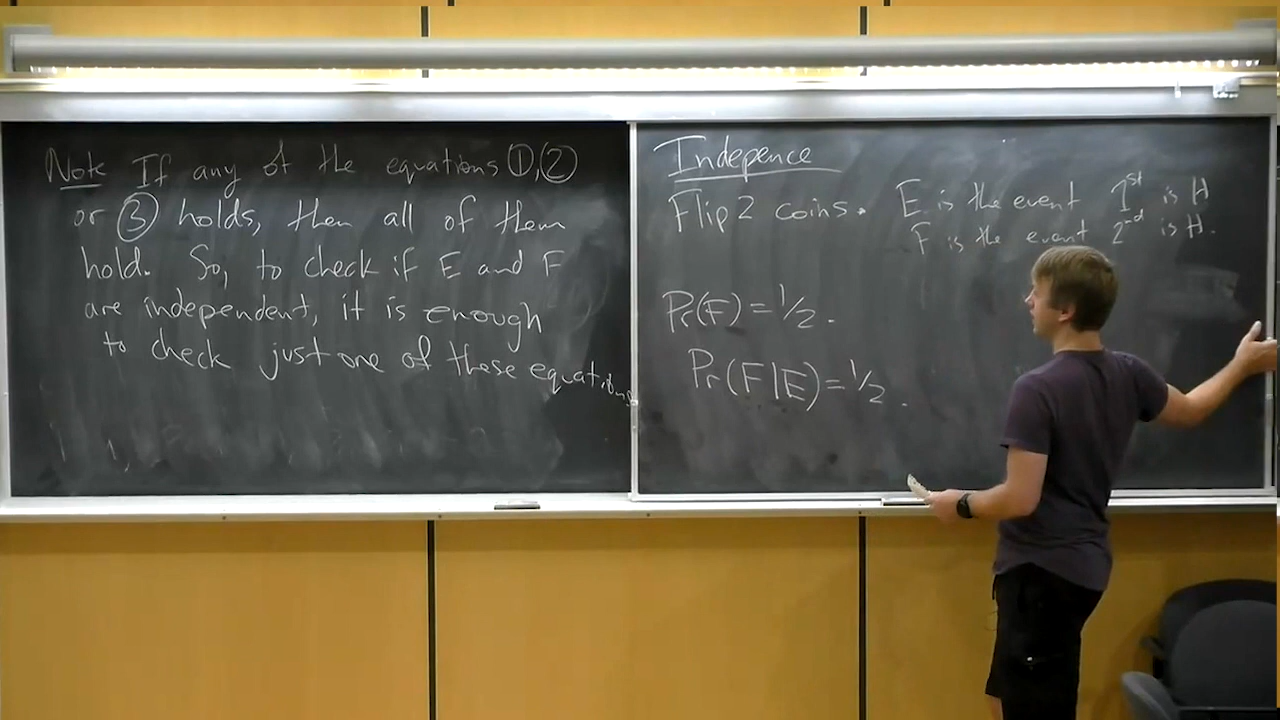 Note If any of the equations ①,②
or ③ holds, then all of them
hold. So, to check if E and F
are independent, it is enough
to check just one of these equations
Indepence
Flip 2 coins. E is the event 1st is H
F is the event 2nd is H.
Pr(F) = 1/2.
Pr(F|E) = 1/2.